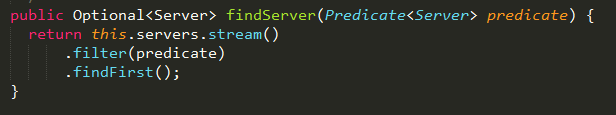 public Optional<Server> findServer(Predicate<Server> predicate) {
return this.servers.stream()
.filter(predicate)
.findFirst();
}